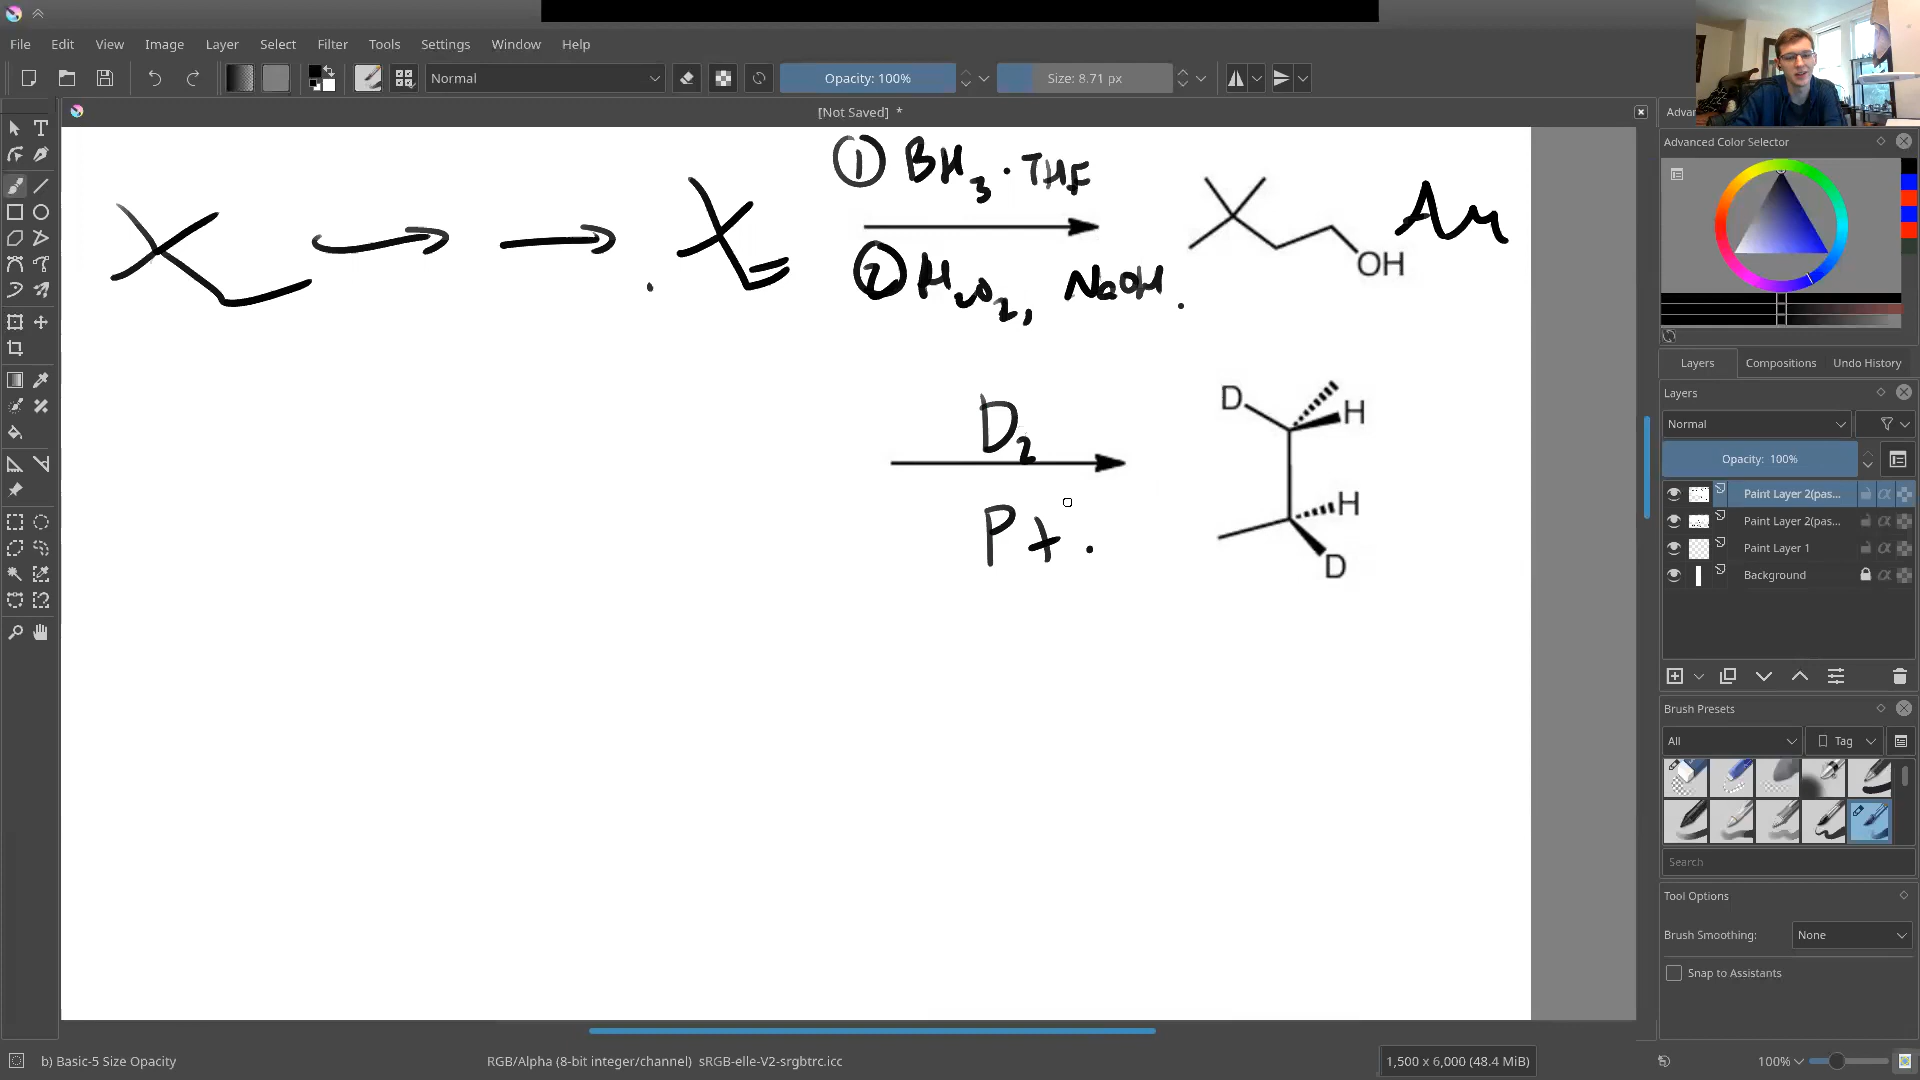 File Edit View Image Layer Select Filter Tools Settings Window Help
Normal Opacity: 100% Size: 8.71 px
[Not Saved] *
Advanced Color Selector
① BH3 · THF
② H2O2, NaOH
OH
D2
Pt
D
H
H
D
Layers Compositions Undo History
Layers
Normal
Opacity: 100%
Paint Layer 2(pas...
Paint Layer 2(pas...
Paint Layer 1
Background
Brush Presets
All Tag
Search
Tool Options
Brush Smoothing: None
Snap to Assistants
b) Basic-5 Size Opacity RGB/Alpha (8-bit integer/channel) sRGB-elle-V2-srgbtrc.icc 1,500 x 6,000 (48.4 MiB) 100%